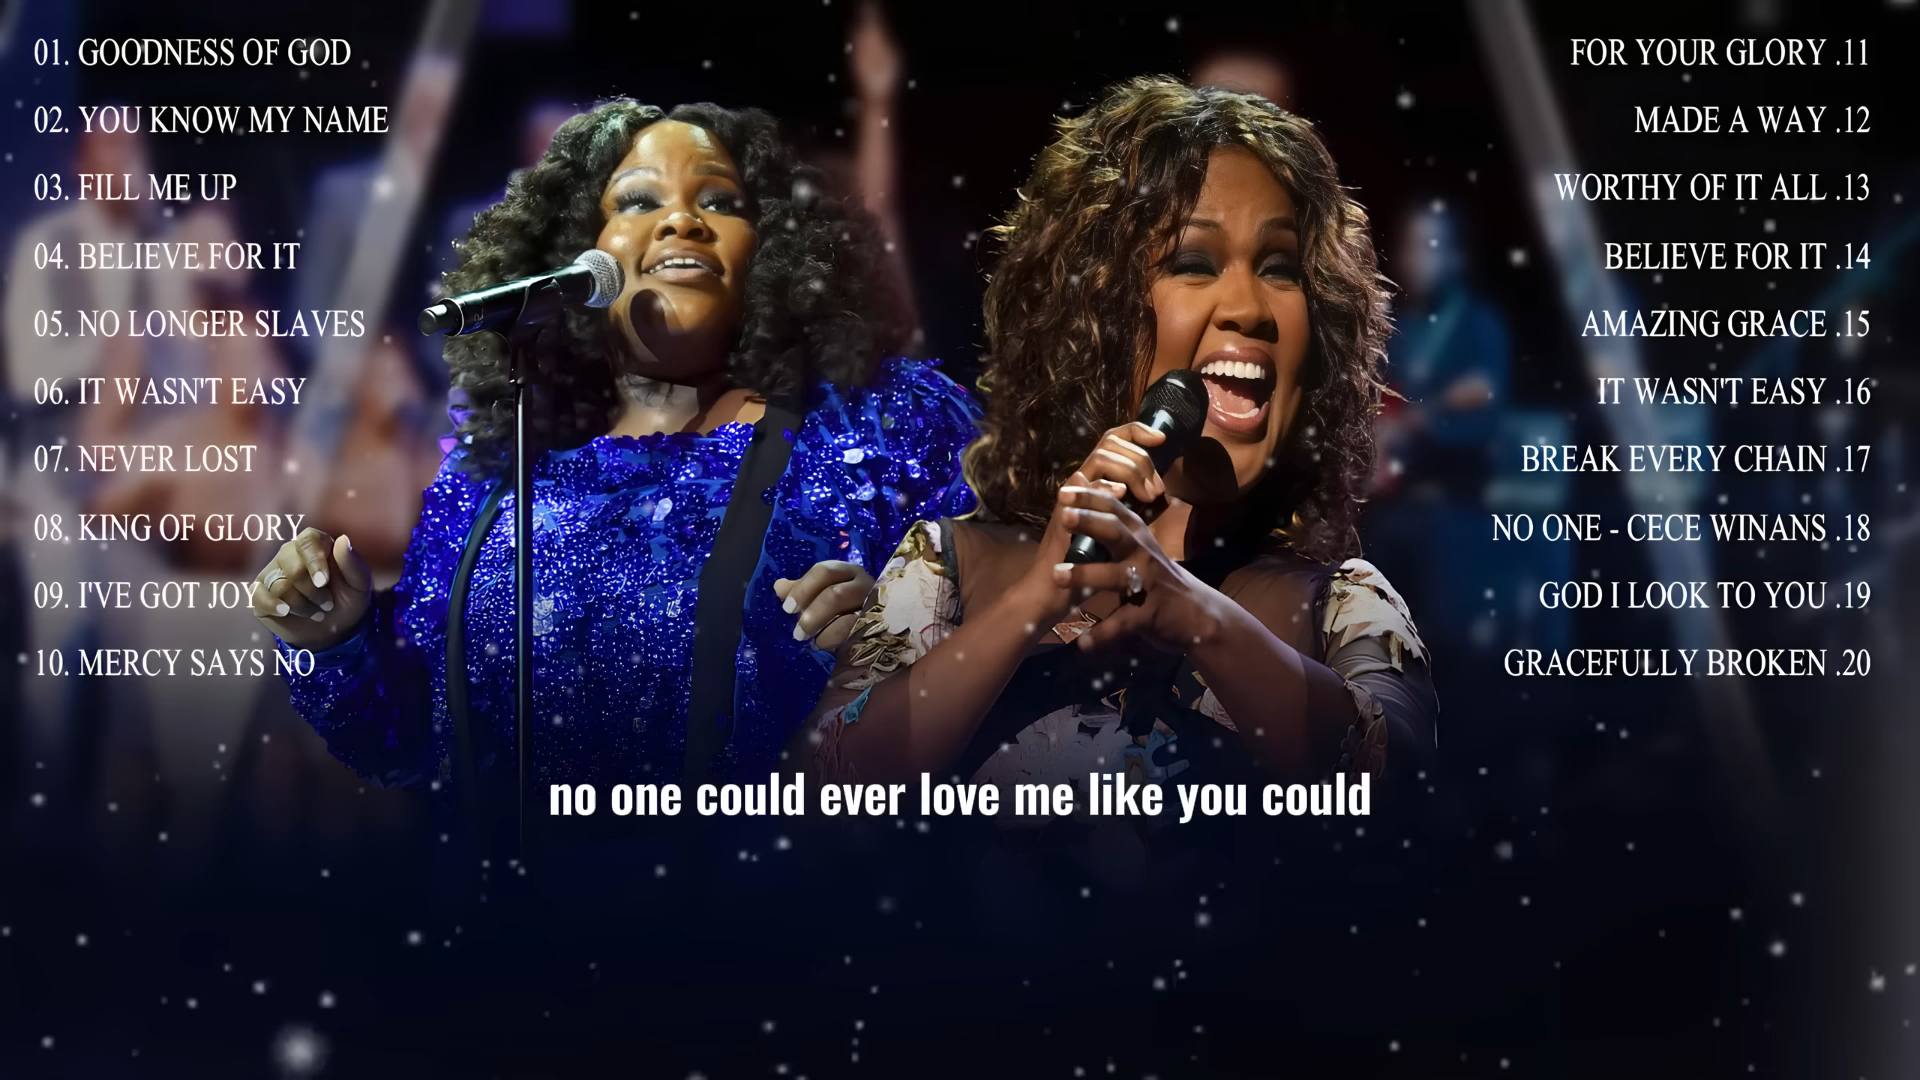 01. GOODNESS OF GOD
02. YOU KNOW MY NAME
03. FILL ME UP
04. BELIEVE FOR IT
05. NO LONGER SLAVES
06. IT WASN'T EASY
07. NEVER LOST
08. KING OF GLORY
09. I'VE GOT JOY
10. MERCY SAYS NO
FOR YOUR GLORY .11
MADE A WAY .12
WORTHY OF IT ALL .13
BELIEVE FOR IT .14
AMAZING GRACE .15
IT WASN'T EASY .16
BREAK EVERY CHAIN .17
NO ONE - CECE WINANS .18
GOD I LOOK TO YOU .19
GRACEFULLY BROKEN .20
no one could ever love me like you could